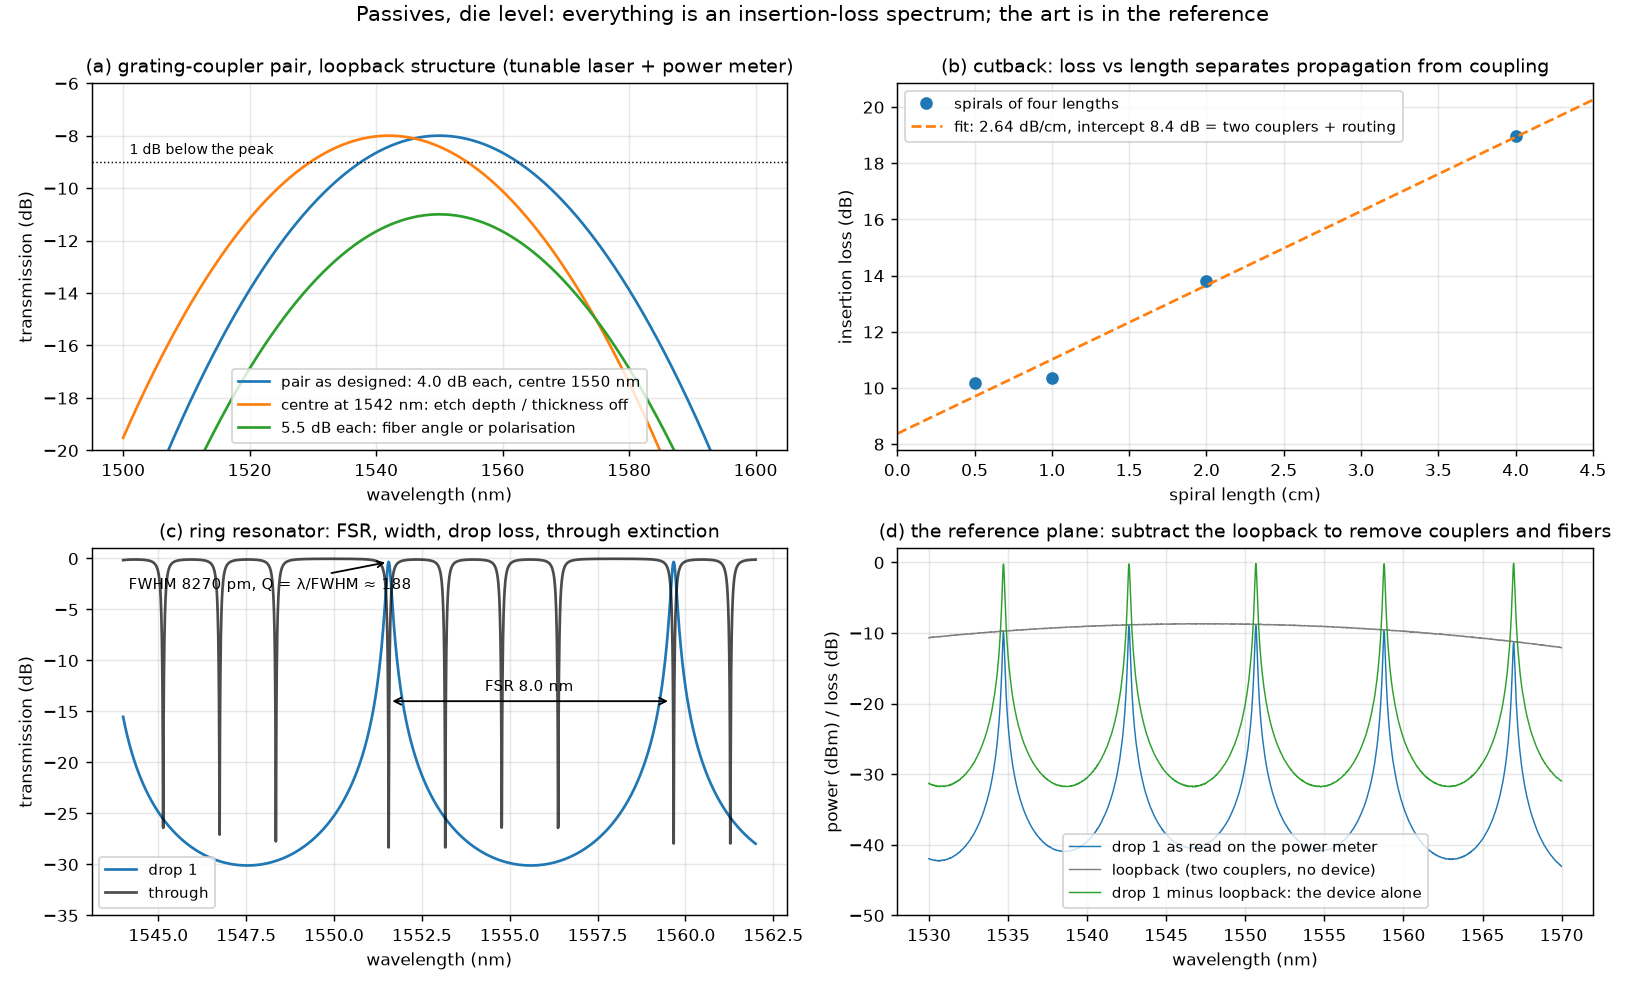 Passives, die level: everything is an insertion-loss spectrum; the art is in the reference
(a) grating-coupler pair, loopback structure (tunable laser + power meter)
−6
−8
−10
−12
−14
−16
−18
−20
transmission (dB)
1 dB below the peak
pair as designed: 4.0 dB each, centre 1550 nm
centre at 1542 nm: etch depth / thickness off
5.5 dB each: fiber angle or polarisation
1500
1520
1540
1560
1580
1600
wavelength (nm)
(b) cutback: loss vs length separates propagation from coupling
20
18
16
14
12
10
8
insertion loss (dB)
spirals of four lengths
fit: 2.64 dB/cm, intercept 8.4 dB = two couplers + routing
0.0
0.5
1.0
1.5
2.0
2.5
3.0
3.5
4.0
4.5
spiral length (cm)
(c) ring resonator: FSR, width, drop loss, through extinction
0
−5
−10
−15
−20
−25
−30
−35
transmission (dB)
FWHM 8270 pm, Q = λ/FWHM ≈ 188
FSR 8.0 nm
drop 1
through
1545.0
1547.5
1550.0
1552.5
1555.0
1557.5
1560.0
1562.5
wavelength (nm)
(d) the reference plane: subtract the loopback to remove couplers and fibers
0
−10
−20
−30
−40
−50
power (dBm) / loss (dB)
drop 1 as read on the power meter
loopback (two couplers, no device)
drop 1 minus loopback: the device alone
1530
1535
1540
1545
1550
1555
1560
1565
1570
wavelength (nm)